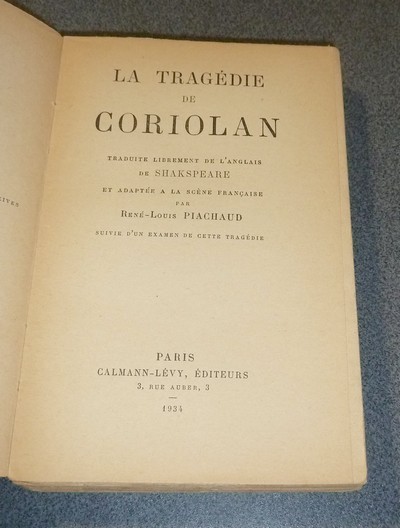 LA TRAGÉDIE
DE
CORIOLAN
TRADUITE LIBREMENT DE L'ANGLAIS
DE SHAKSPEARE
ET ADAPTÉE A LA SCÈNE FRANÇAISE
PAR
RENÉ-LOUIS PIACHAUD
SUIVIE D'UN EXAMEN DE CETTE TRAGÉDIE
PARIS
CALMANN-LÉVY, ÉDITEURS
3, RUE AUBER, 3
1934